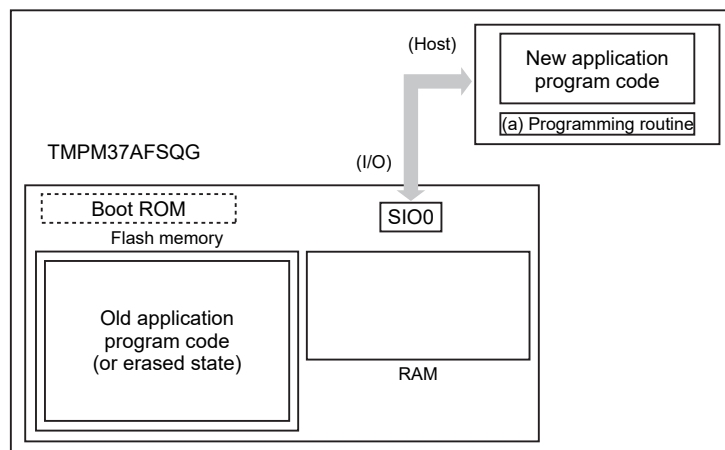 (Host)
New application
program code
(a) Programming routine
TMPM37AFSQG
(I/O)
Boot ROM
SIO0
Flash memory
Old application
program code
(or erased state)
RAM